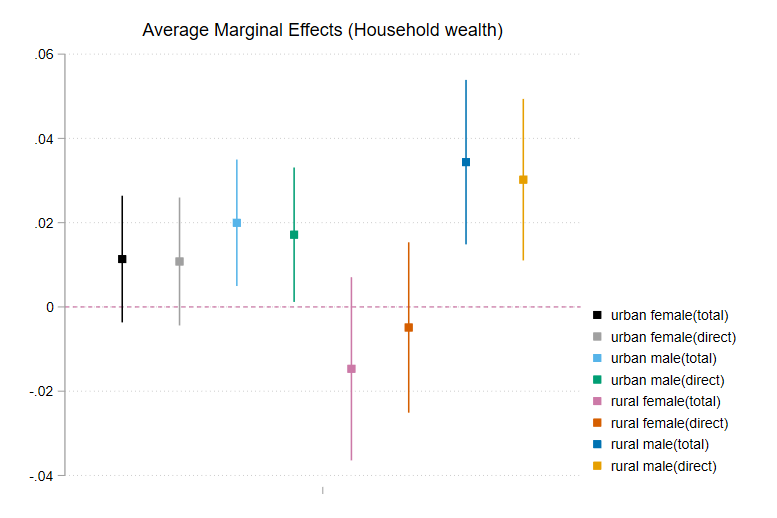 Average Marginal Effects (Household wealth)
.06
.04
.02
0
-.02
-.04
urban female(total)
urban female(direct)
urban male(total)
urban male(direct)
rural female(total)
rural female(direct)
rural male(total)
rural male(direct)